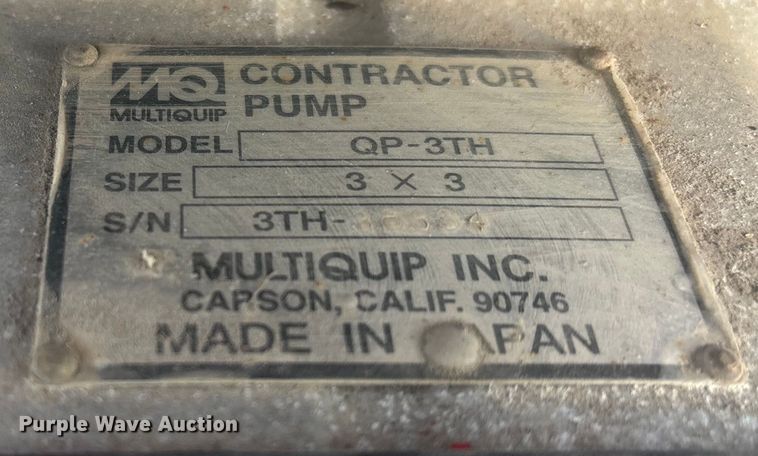 MQ CONTRACTOR
MULTIQUIP PUMP
MODEL QP-3TH
SIZE 3 X 3
S/N 3TH-
MULTIQUIP INC.
CARSON, CALIF. 90746
MADE IN JAPAN
Purple Wave Auction